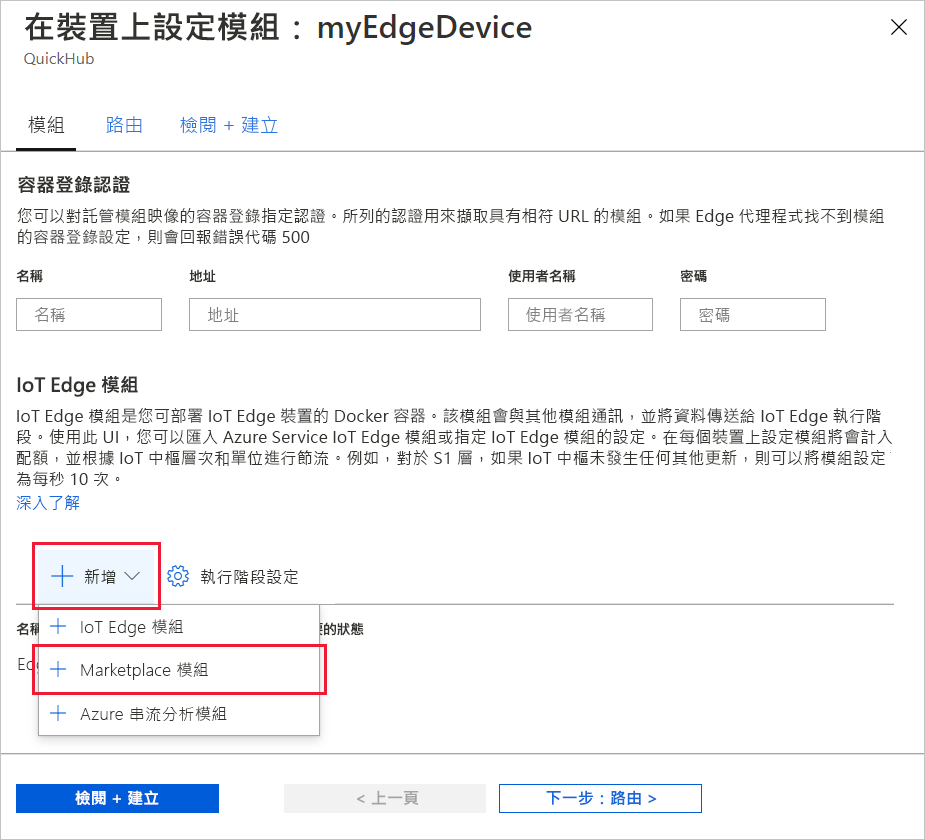 在裝置上設定模組：myEdgeDevice
QuickHub
模組 路由 檢閱 + 建立
容器登錄認證
您可以對託管模組映像的容器登錄指定認證。所列的認證用來擷取具有相符 URL 的模組。如果 Edge 代理程式找不到模組
的容器登錄設定，則會回報錯誤代碼 500
名稱 地址 使用者名稱 密碼
名稱 地址 使用者名稱 密碼
IoT Edge 模組
IoT Edge 模組是您可部署 IoT Edge 裝置的 Docker 容器。該模組會與其他模組通訊，並將資料傳送給 IoT Edge 執行階
段。使用此 UI，您可以匯入 Azure Service IoT Edge 模組或指定 IoT Edge 模組的設定。在每個裝置上設定模組將會計入
配額，並根據 IoT 中樞層次和單位進行節流。例如，對於 S1 層，如果 IoT 中樞未發生任何其他更新，則可以將模組設定
為每秒 10 次。
深入了解
新增 執行階段設定
名稱 的狀態
IoT Edge 模組
Marketplace 模組
Azure 串流分析模組
檢閱 + 建立 < 上一頁 下一步：路由 >